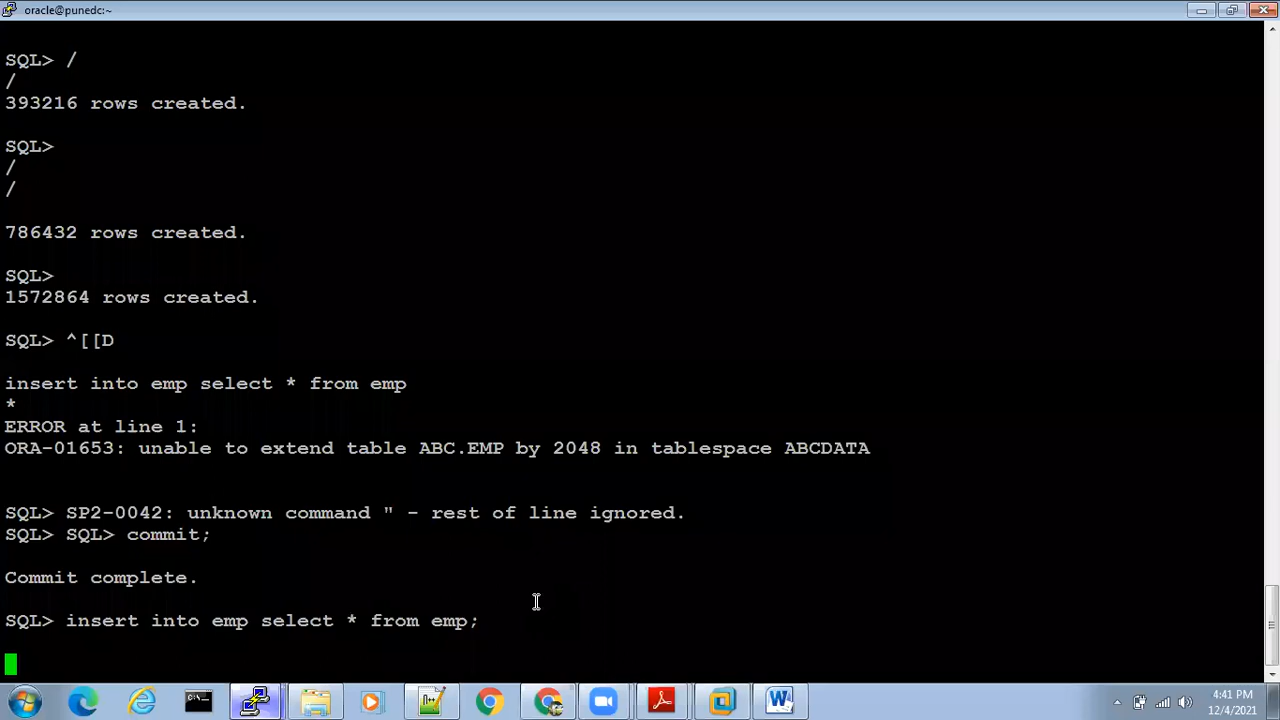 oracle@punedc:~
SQL> /
/
393216 rows created.
SQL>
/
/
786432 rows created.
SQL>
1572864 rows created.
SQL> ^[[D
insert into emp select * from emp
*
ERROR at line 1:
ORA-01653: unable to extend table ABC.EMP by 2048 in tablespace ABCDATA
SQL> SP2-0042: unknown command " - rest of line ignored.
SQL> SQL> commit;
Commit complete.
SQL> insert into emp select * from emp;
4:41 PM
12/4/2021